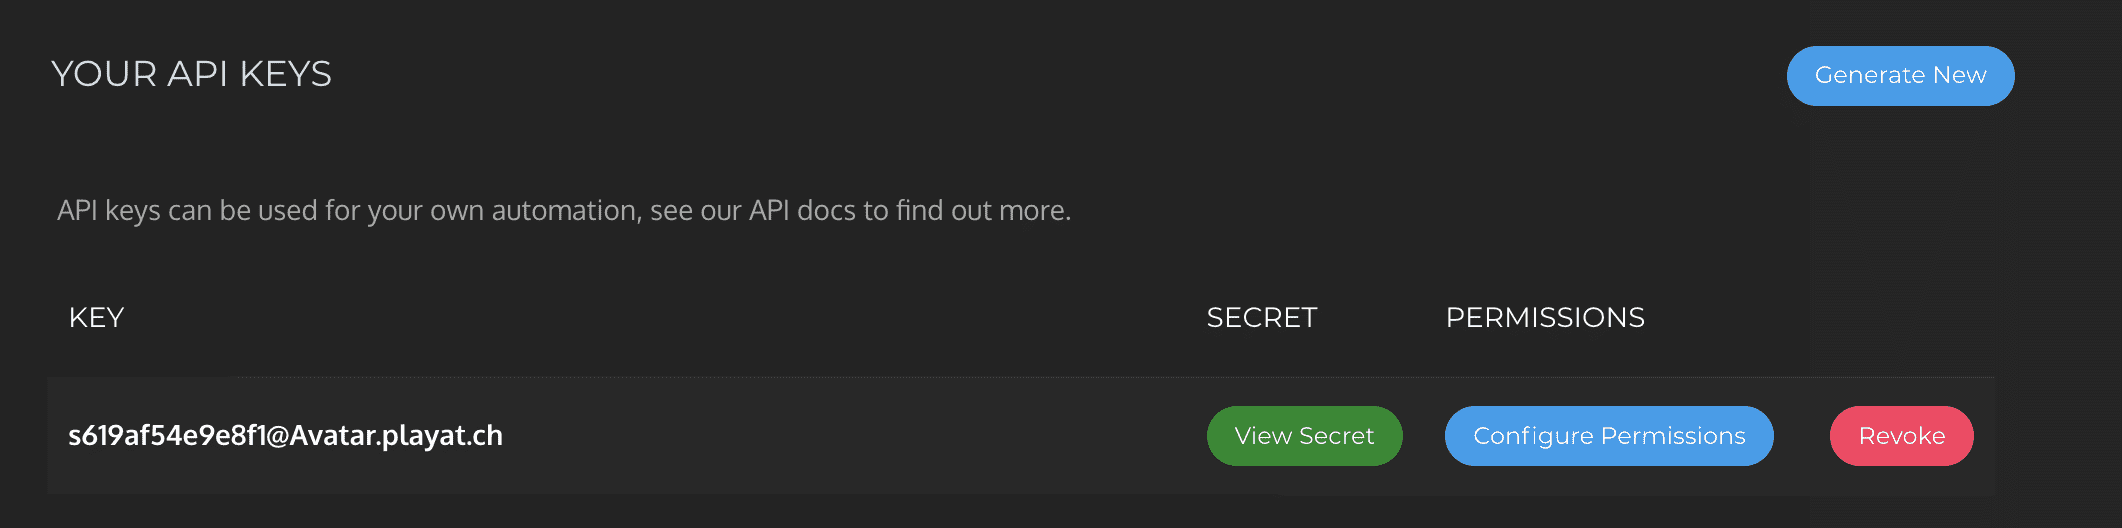 YOUR API KEYS
Generate New
API keys can be used for your own automation, see our API docs to find out more.
KEY SECRET PERMISSIONS
s619af54e9e8f1@Avatar.playat.ch View Secret Configure Permissions Revoke